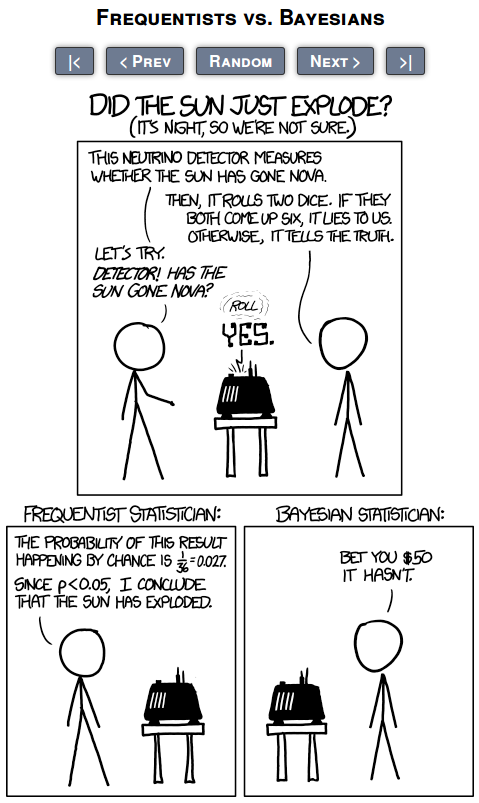 Frequentists vs. Bayesians
|<
< Prev
Random
Next >
>|
DID THE SUN JUST EXPLODE?
(IT'S NIGHT, SO WE'RE NOT SURE.)
THIS NEUTRINO DETECTOR MEASURES
WHETHER THE SUN HAS GONE NOVA.
THEN, IT ROLLS TWO DICE. IF THEY
BOTH COME UP SIX, IT LIES TO US.
OTHERWISE, IT TELLS THE TRUTH.
LET'S TRY.
DETECTOR! HAS THE
SUN GONE NOVA?
ROLL
YES.
FREQUENTIST STATISTICIAN:
THE PROBABILITY OF THIS RESULT
HAPPENING BY CHANCE IS 1/36=0.027.
SINCE p<0.05, I CONCLUDE
THAT THE SUN HAS EXPLODED.
BAYESIAN STATISTICIAN:
BET YOU $50
IT HASN'T.